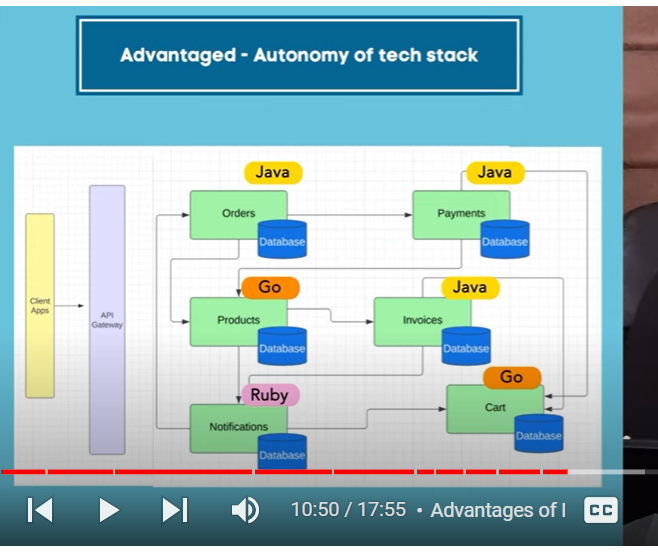 Advantaged - Autonomy of tech stack
Java
Java
Orders
Payments
Database
Database
Go
Java
Client
Apps
API
Gateway
Products
Invoices
Database
Database
Go
Ruby
Cart
Notifications
Database
Database
10:50 / 17:55 • Advantages of
CC